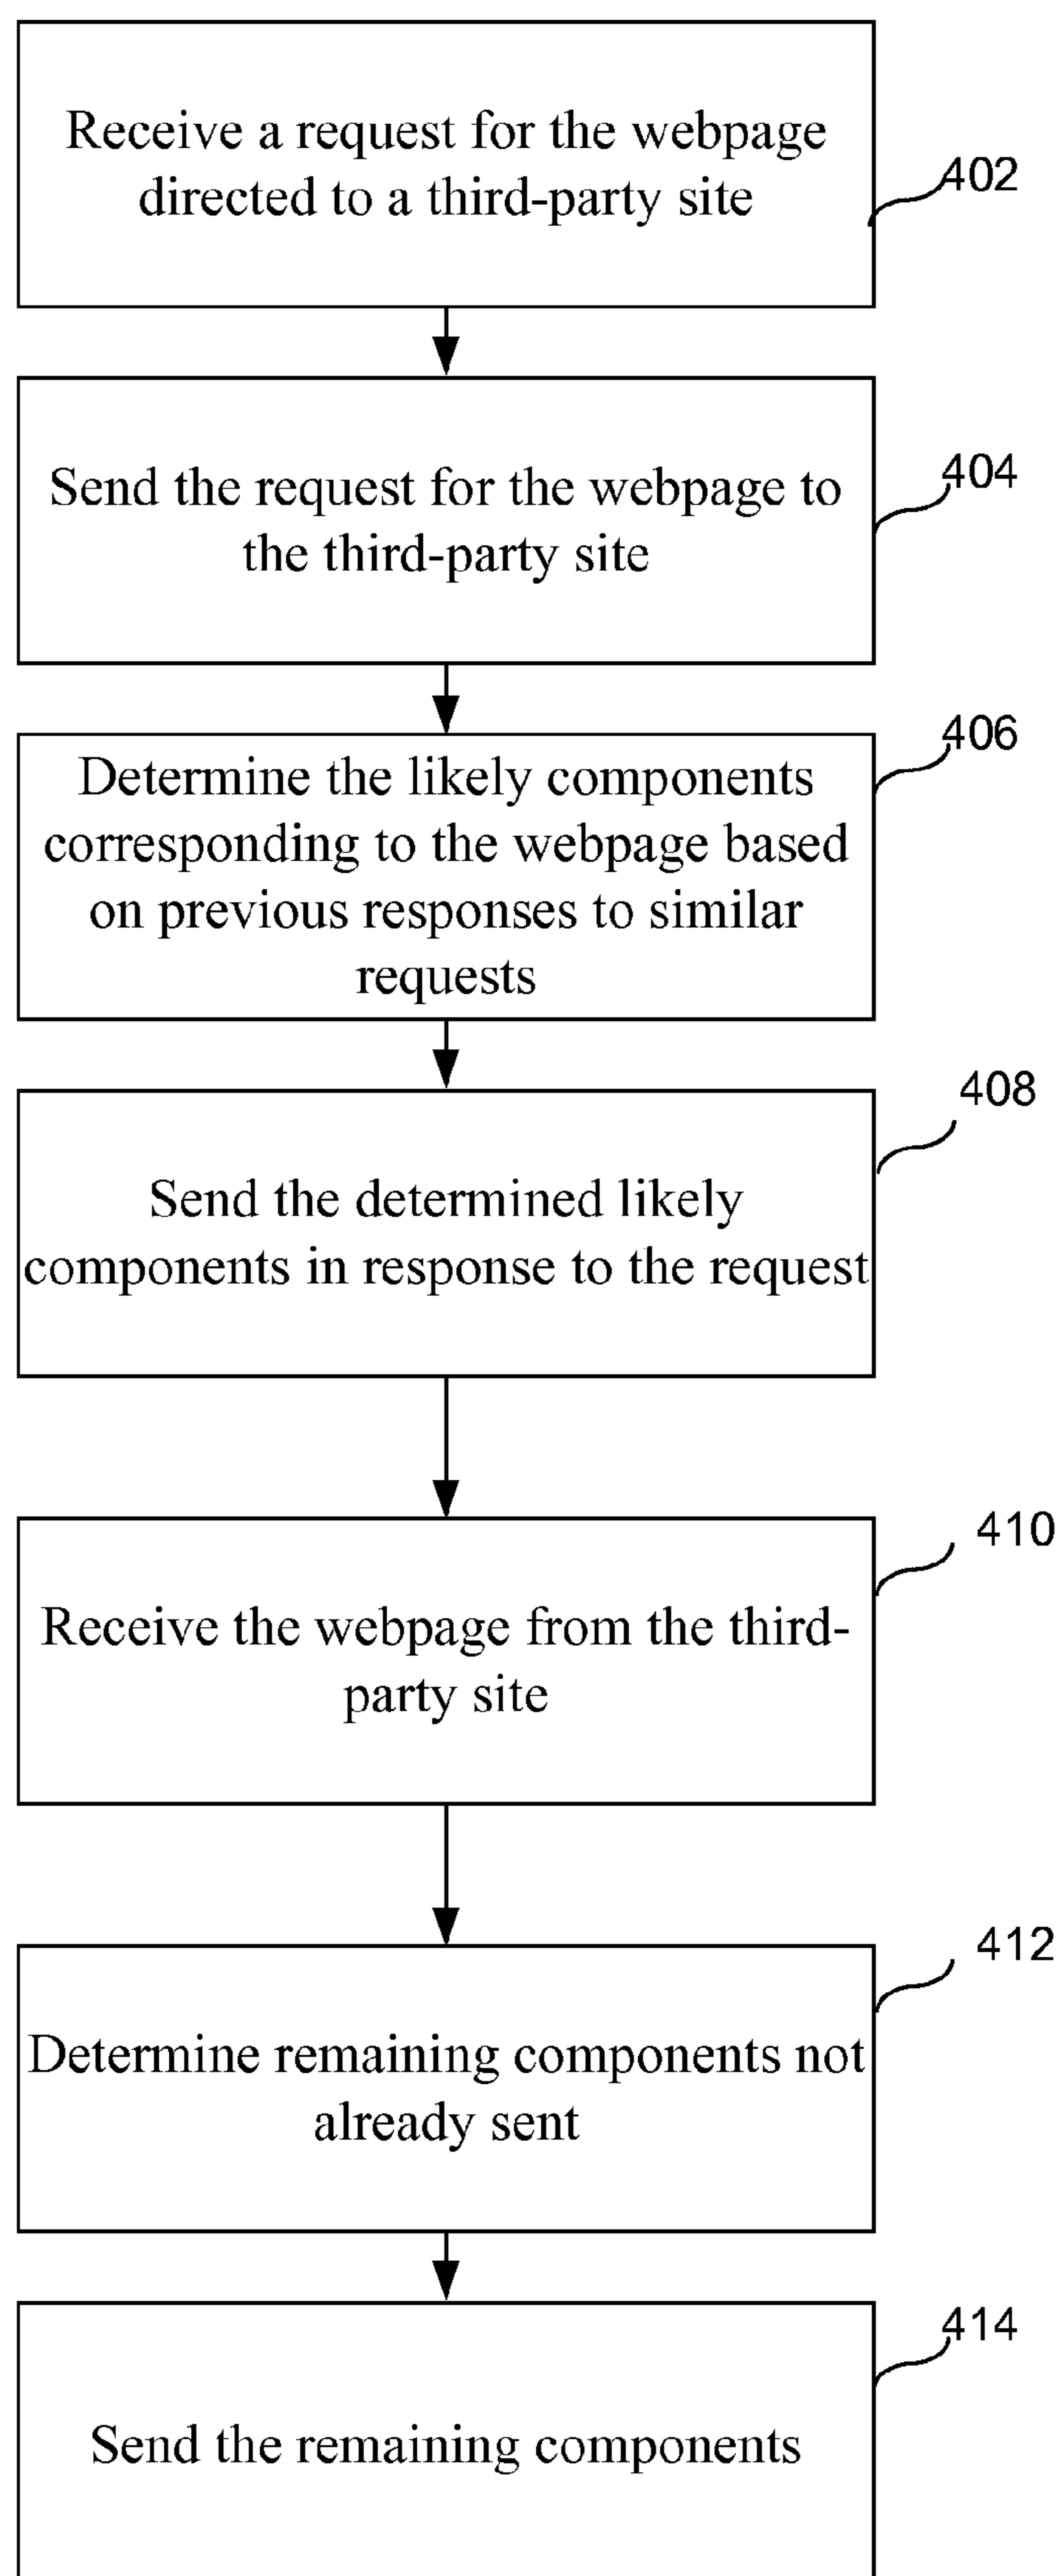 Receive a request for the webpage
directed to a third-party site
402
Send the request for the webpage to
the third-party site
404
Determine the likely components
corresponding to the webpage based
on previous responses to similar
requests
406
Send the determined likely
components in response to the request
408
Receive the webpage from the third-
party site
410
Determine remaining components not
already sent
412
Send the remaining components
414